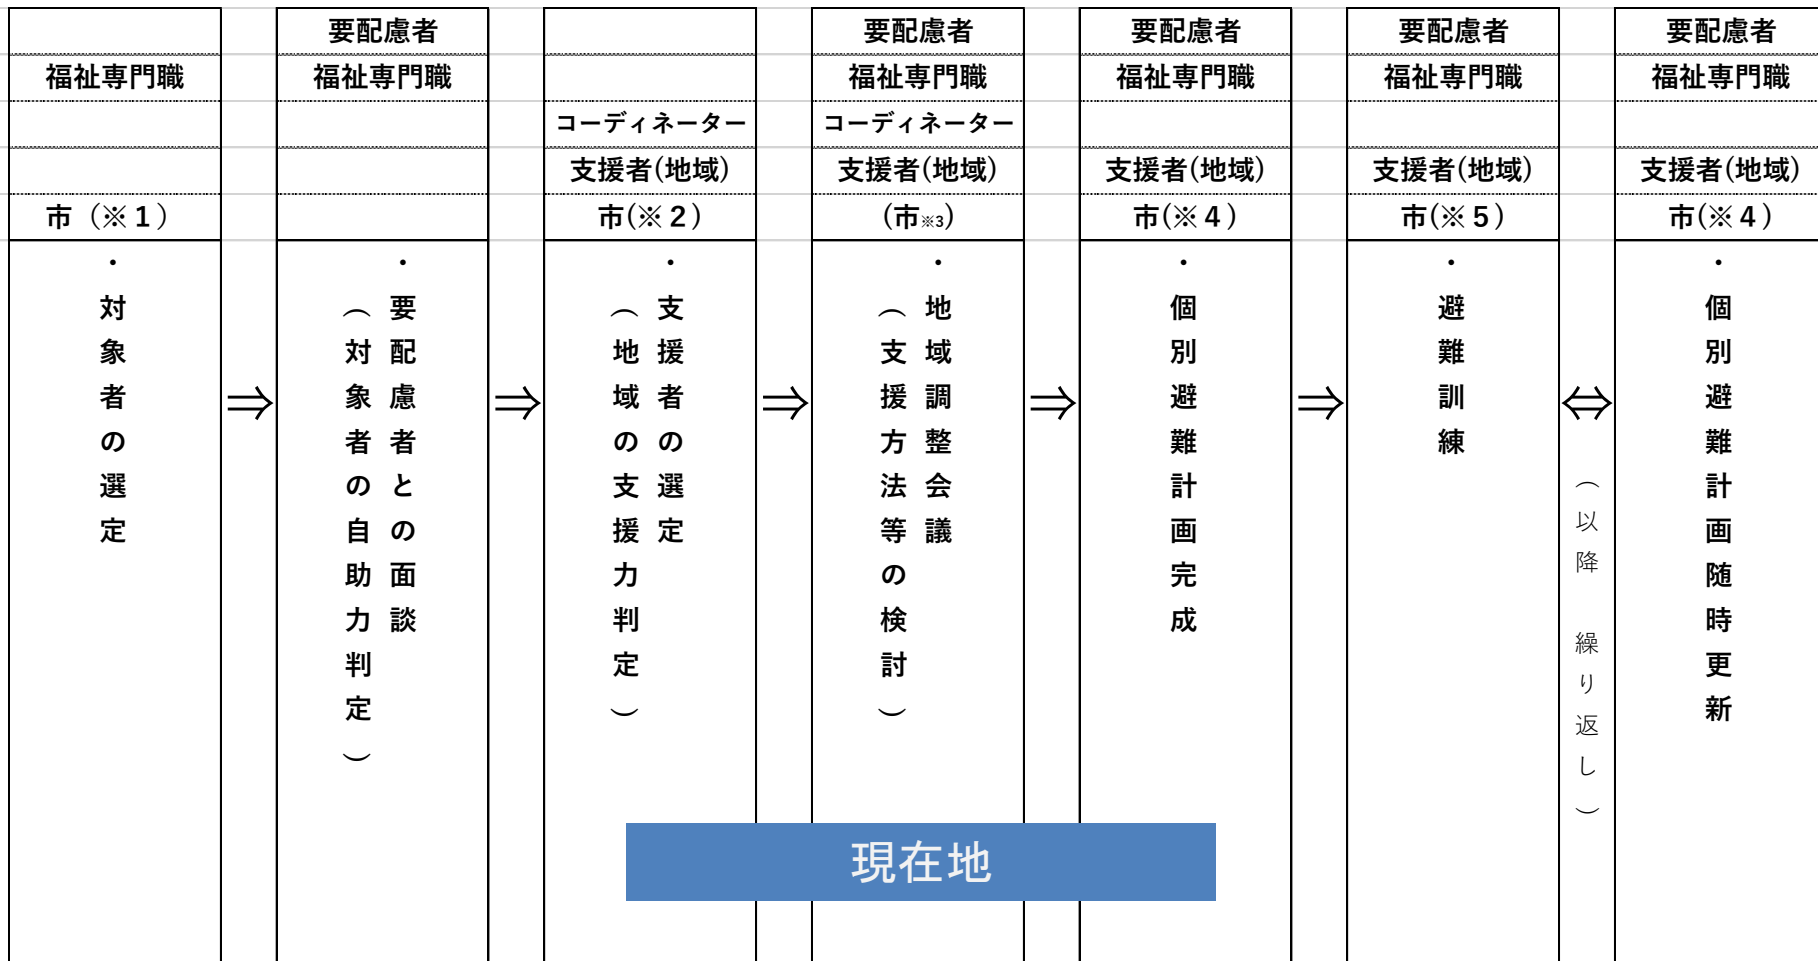 要配慮者 要配慮者 要配慮者 要配慮者 要配慮者
福祉専門職 福祉専門職 福祉専門職 福祉専門職 福祉専門職 福祉専門職
コーディネーター コーディネーター
支援者(地域) 支援者(地域) 支援者(地域) 支援者(地域) 支援者(地域)
市（※1） 市(※2) (市※3) 市(※4) 市(※5) 市(※4)
・対象者の選定
⇒
・要配慮者との面談
（対象者の自助力判定）
⇒
・支援者の選定
（地域の支援力判定）
⇒
・地域調整会議
（支援方法等の検討）
⇒
・個別避難計画完成
⇒
・避難訓練
⇔
（以降 繰り返し）
・個別避難計画随時更新
現在地